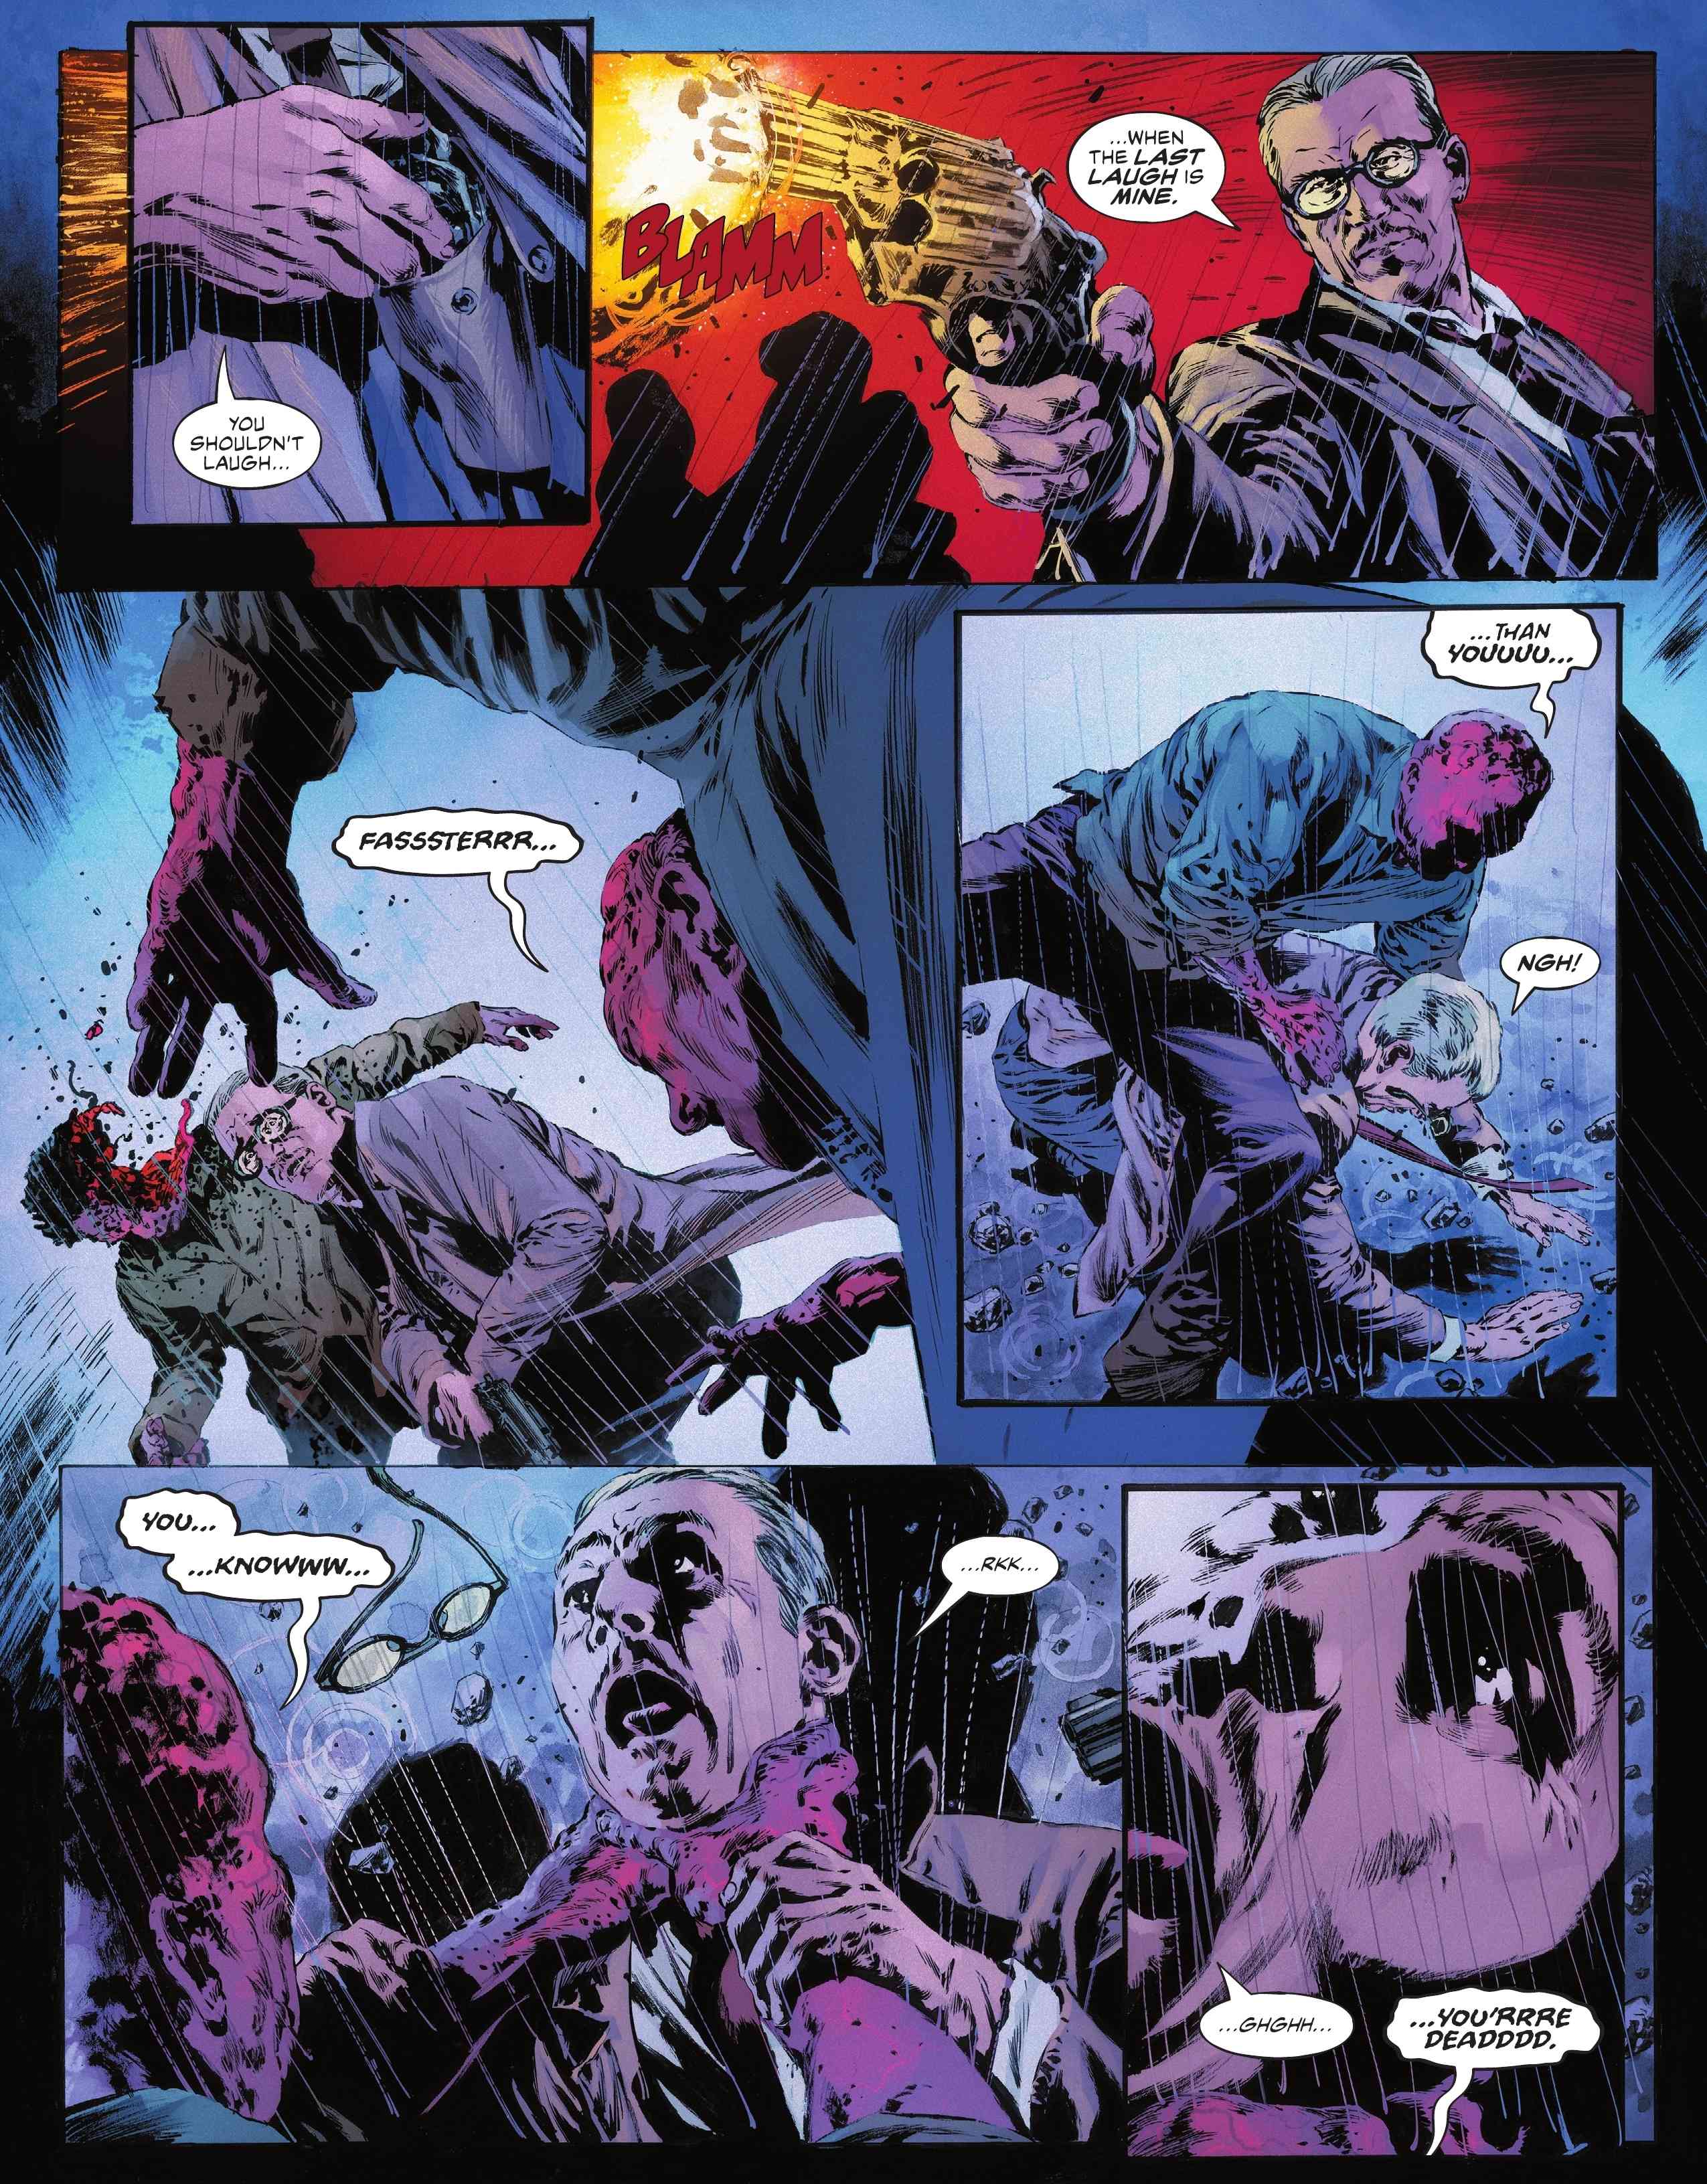 YOU
SHOULDN'T
LAUGH...
BLAMM
...WHEN
THE LAST
LAUGH IS
MINE.
FASSSTERRR...
...THAN
YOUUUU...
NGH!
YOU...
...KNOWWW...
...RKK...
...GHGHH...
...YOU'RRRE
DEADDDD.